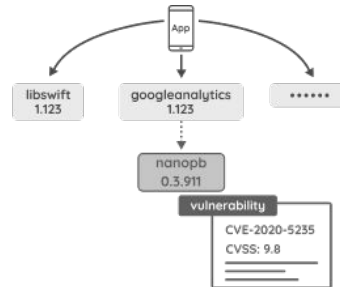 App
libswift
1.123
googleanalytics
1.123
••••••
nanopb
0.3.911
vulnerability
CVE-2020-5235
CVSS: 9.8